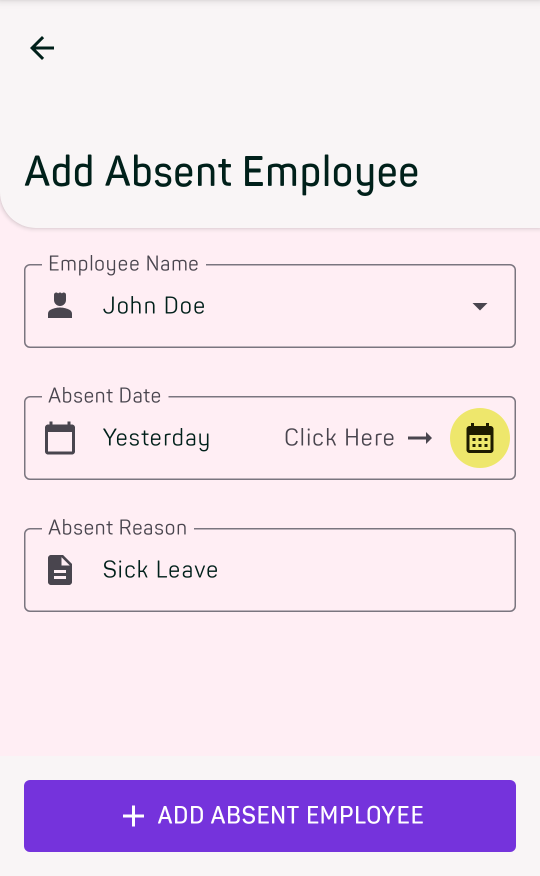 Add Absent Employee
Employee Name
John Doe
Absent Date
Yesterday Click Here
Absent Reason
Sick Leave
ADD ABSENT EMPLOYEE